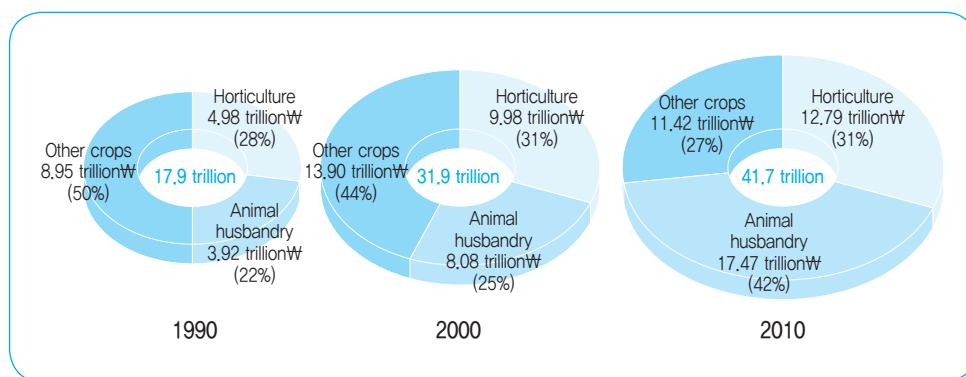 Horticulture
4.98 trillion₩
(28%)
Other crops
8.95 trillion₩
(50%)
17.9 trillion
Animal
husbandry
3.92 trillion₩
(22%)
1990
Horticulture
9.98 trillion₩
(31%)
Other crops
13.90 trillion₩
(44%)
31.9 trillion
Animal
husbandry
8.08 trillion₩
(25%)
2000
Other crops
11.42 trillion₩
(27%)
Horticulture
12.79 trillion₩
(31%)
41.7 trillion
Animal
husbandry
17.47 trillion₩
(42%)
2010